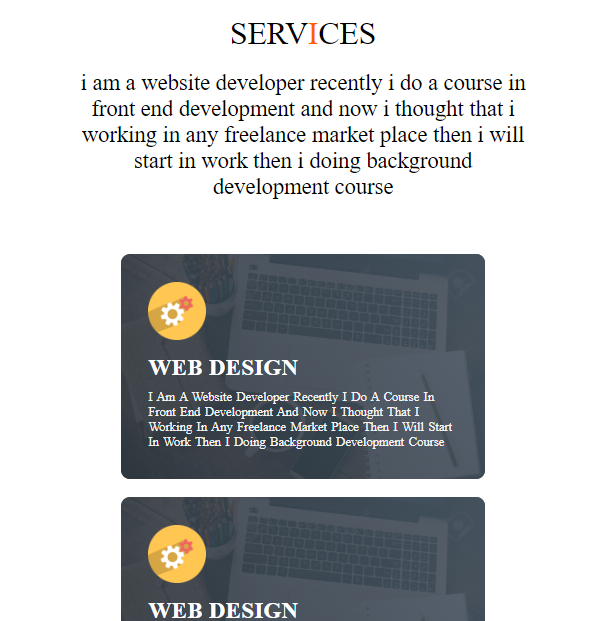 SERVICES
i am a website developer recently i do a course in
front end development and now i thought that i
working in any freelance market place then i will
start in work then i doing background
development course
WEB DESIGN
I Am A Website Developer Recently I Do A Course In
Front End Development And Now I Thought That I
Working In Any Freelance Market Place Then I Will Start
In Work Then I Doing Background Development Course
WEB DESIGN